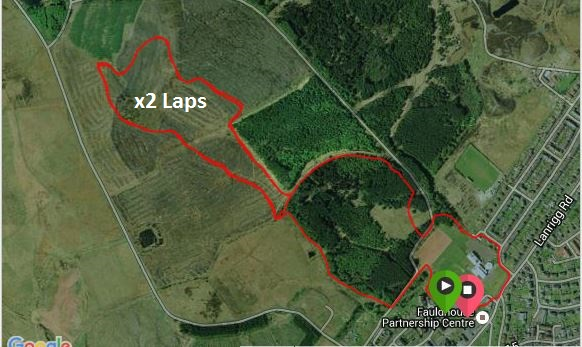 x2 Laps
Lanrigg Rd
Fauldhouse
Partnership Centre
Google